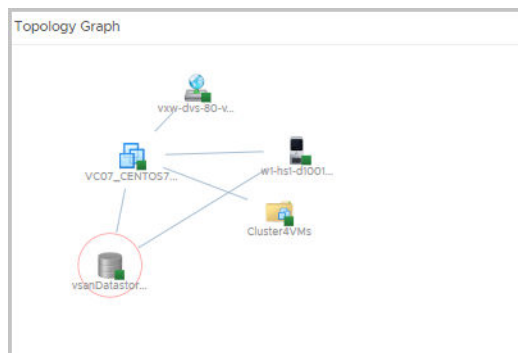 Topology Graph
vxw-dvs-80-v...
VC07_CENTOS7...
w1-hs1-d1001...
Cluster4VMs
vsanDatastor...